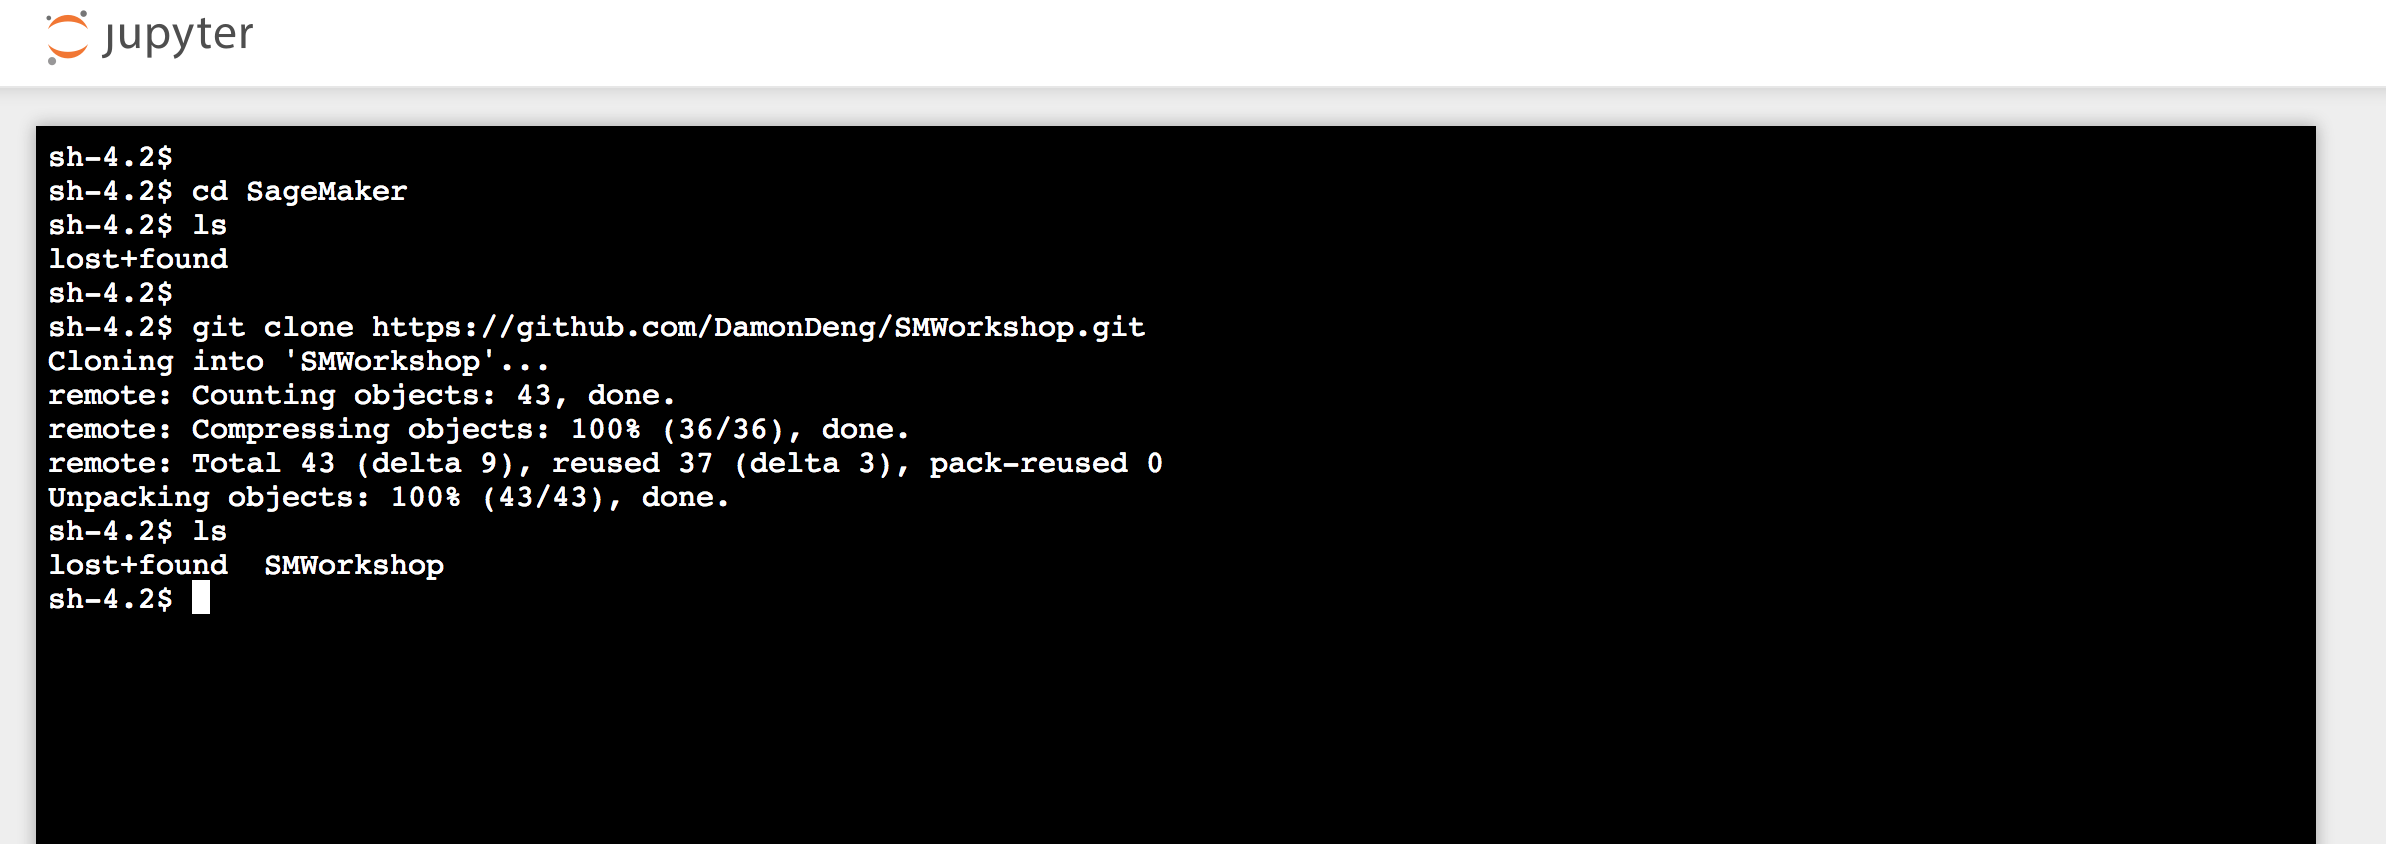 jupyter
sh-4.2$
sh-4.2$ cd SageMaker
sh-4.2$ ls
lost+found
sh-4.2$
sh-4.2$ git clone https://github.com/DamonDeng/SMWorkshop.git
Cloning into 'SMWorkshop'...
remote: Counting objects: 43, done.
remote: Compressing objects: 100% (36/36), done.
remote: Total 43 (delta 9), reused 37 (delta 3), pack-reused 0
Unpacking objects: 100% (43/43), done.
sh-4.2$ ls
lost+found  SMWorkshop
sh-4.2$